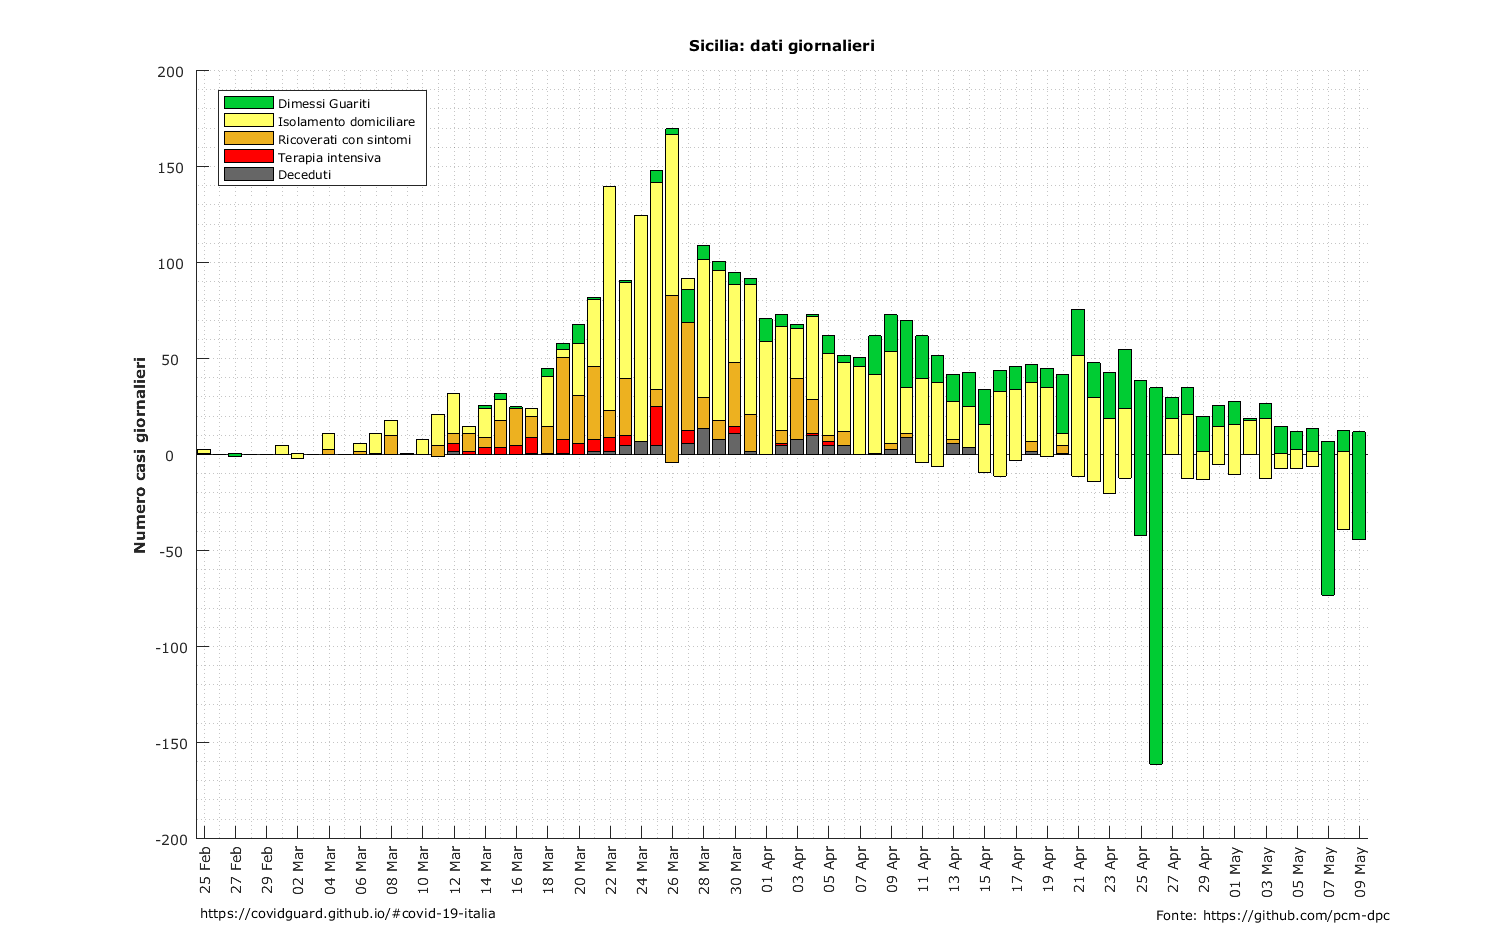 Sicilia: dati giornalieri
200
150
100
50
0
-50
-100
-150
-200
Numero casi giornalieri
Dimessi Guariti
Isolamento domiciliare
Ricoverati con sintomi
Terapia intensiva
Deceduti
25 Feb
27 Feb
29 Feb
02 Mar
04 Mar
06 Mar
08 Mar
10 Mar
12 Mar
14 Mar
16 Mar
18 Mar
20 Mar
22 Mar
24 Mar
26 Mar
28 Mar
30 Mar
01 Apr
03 Apr
05 Apr
07 Apr
09 Apr
11 Apr
13 Apr
15 Apr
17 Apr
19 Apr
21 Apr
23 Apr
25 Apr
27 Apr
29 Apr
01 May
03 May
05 May
07 May
09 May
https://covidguard.github.io/#covid-19-italia
Fonte: https://github.com/pcm-dpc